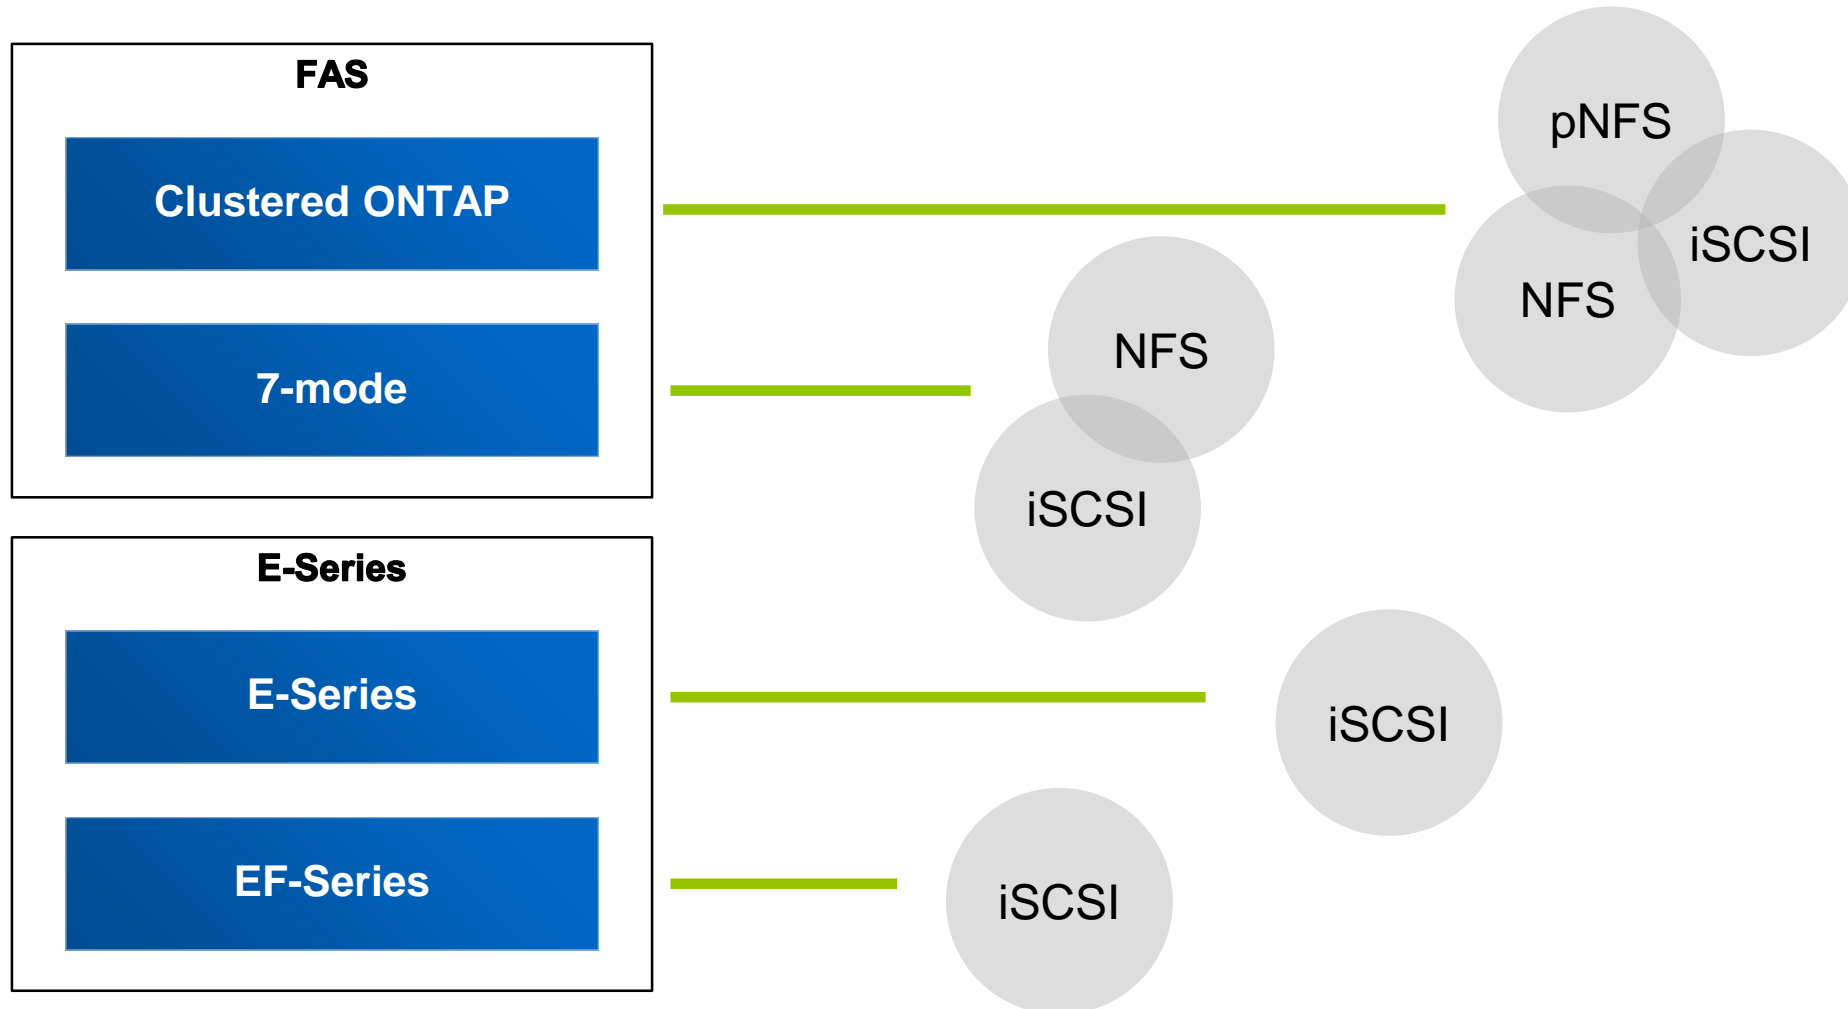 FAS
Clustered ONTAP
7-mode
pNFS
iSCSI
NFS
NFS
iSCSI
E-Series
E-Series
EF-Series
iSCSI
iSCSI